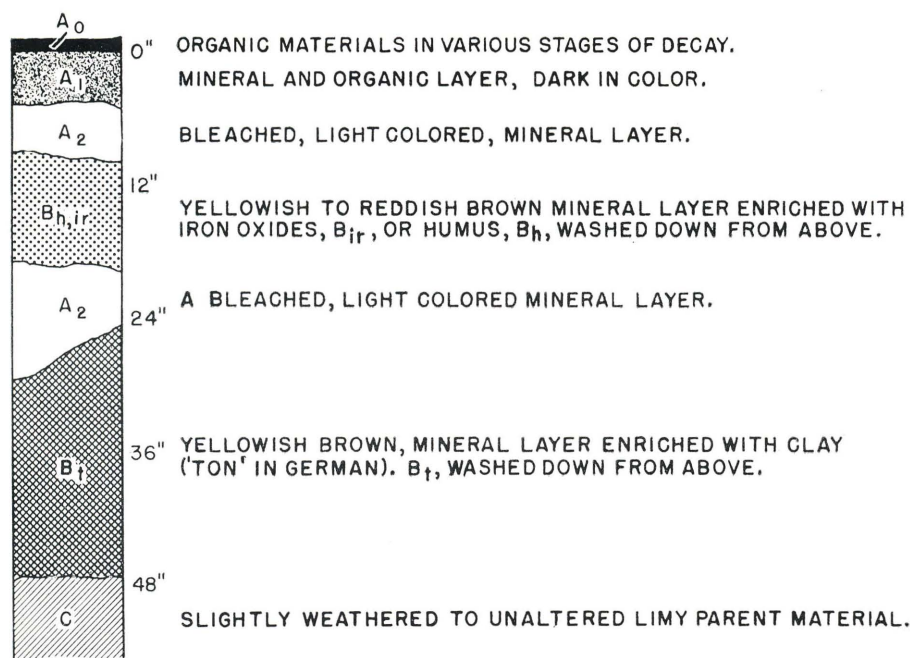 A₀
0" ORGANIC MATERIALS IN VARIOUS STAGES OF DECAY.
A₁ MINERAL AND ORGANIC LAYER, DARK IN COLOR.
A₂ BLEACHED, LIGHT COLORED, MINERAL LAYER.
12"
Bh,ir YELLOWISH TO REDDISH BROWN MINERAL LAYER ENRICHED WITH
IRON OXIDES, Bir, OR HUMUS, Bh, WASHED DOWN FROM ABOVE.
A₂ A BLEACHED, LIGHT COLORED MINERAL LAYER.
24"
36" YELLOWISH BROWN, MINERAL LAYER ENRICHED WITH CLAY
Bt ('TON' IN GERMAN). Bt, WASHED DOWN FROM ABOVE.
48"
C SLIGHTLY WEATHERED TO UNALTERED LIMY PARENT MATERIAL.